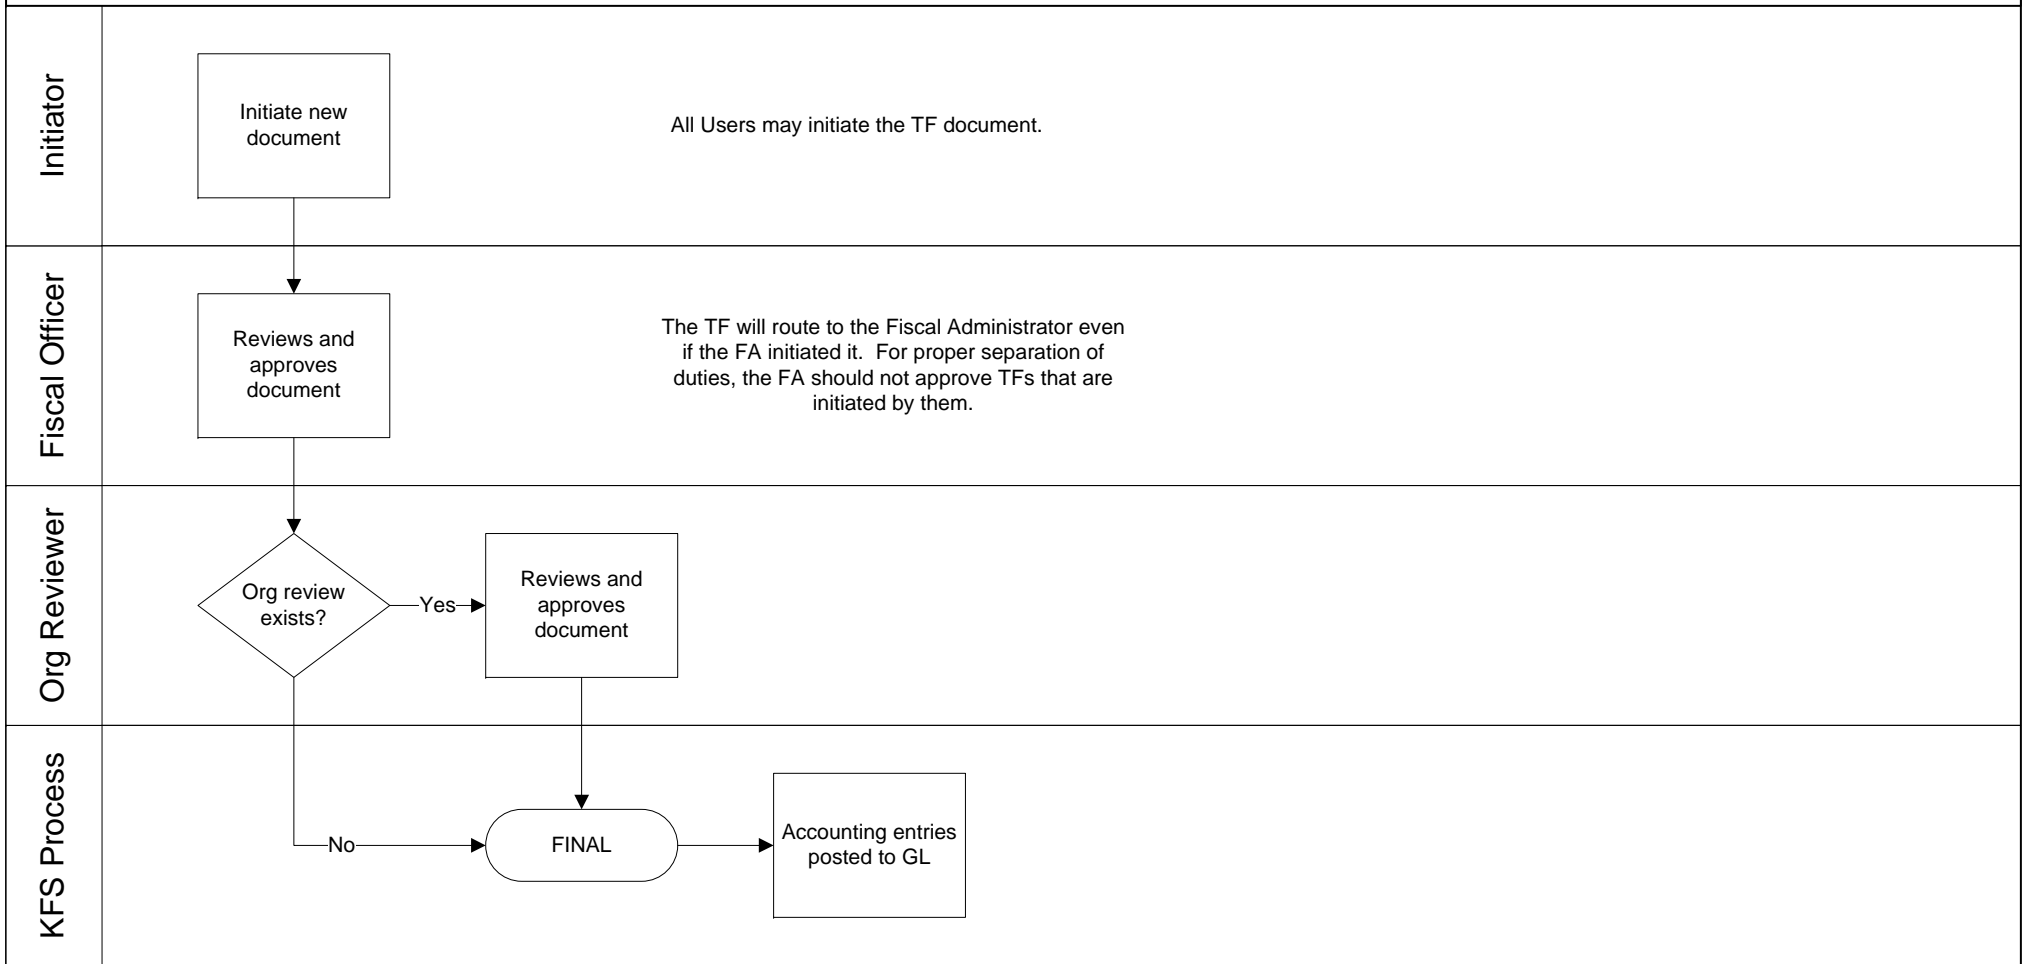 Initiator
Initiate new
document
All Users may initiate the TF document.
Fiscal Officer
Reviews and
approves
document
The TF will route to the Fiscal Administrator even
if the FA initiated it.  For proper separation of
duties, the FA should not approve TFs that are
initiated by them.
Org Reviewer
Org review
exists?
Yes
Reviews and
approves
document
KFS Process
No
FINAL
Accounting entries
posted to GL